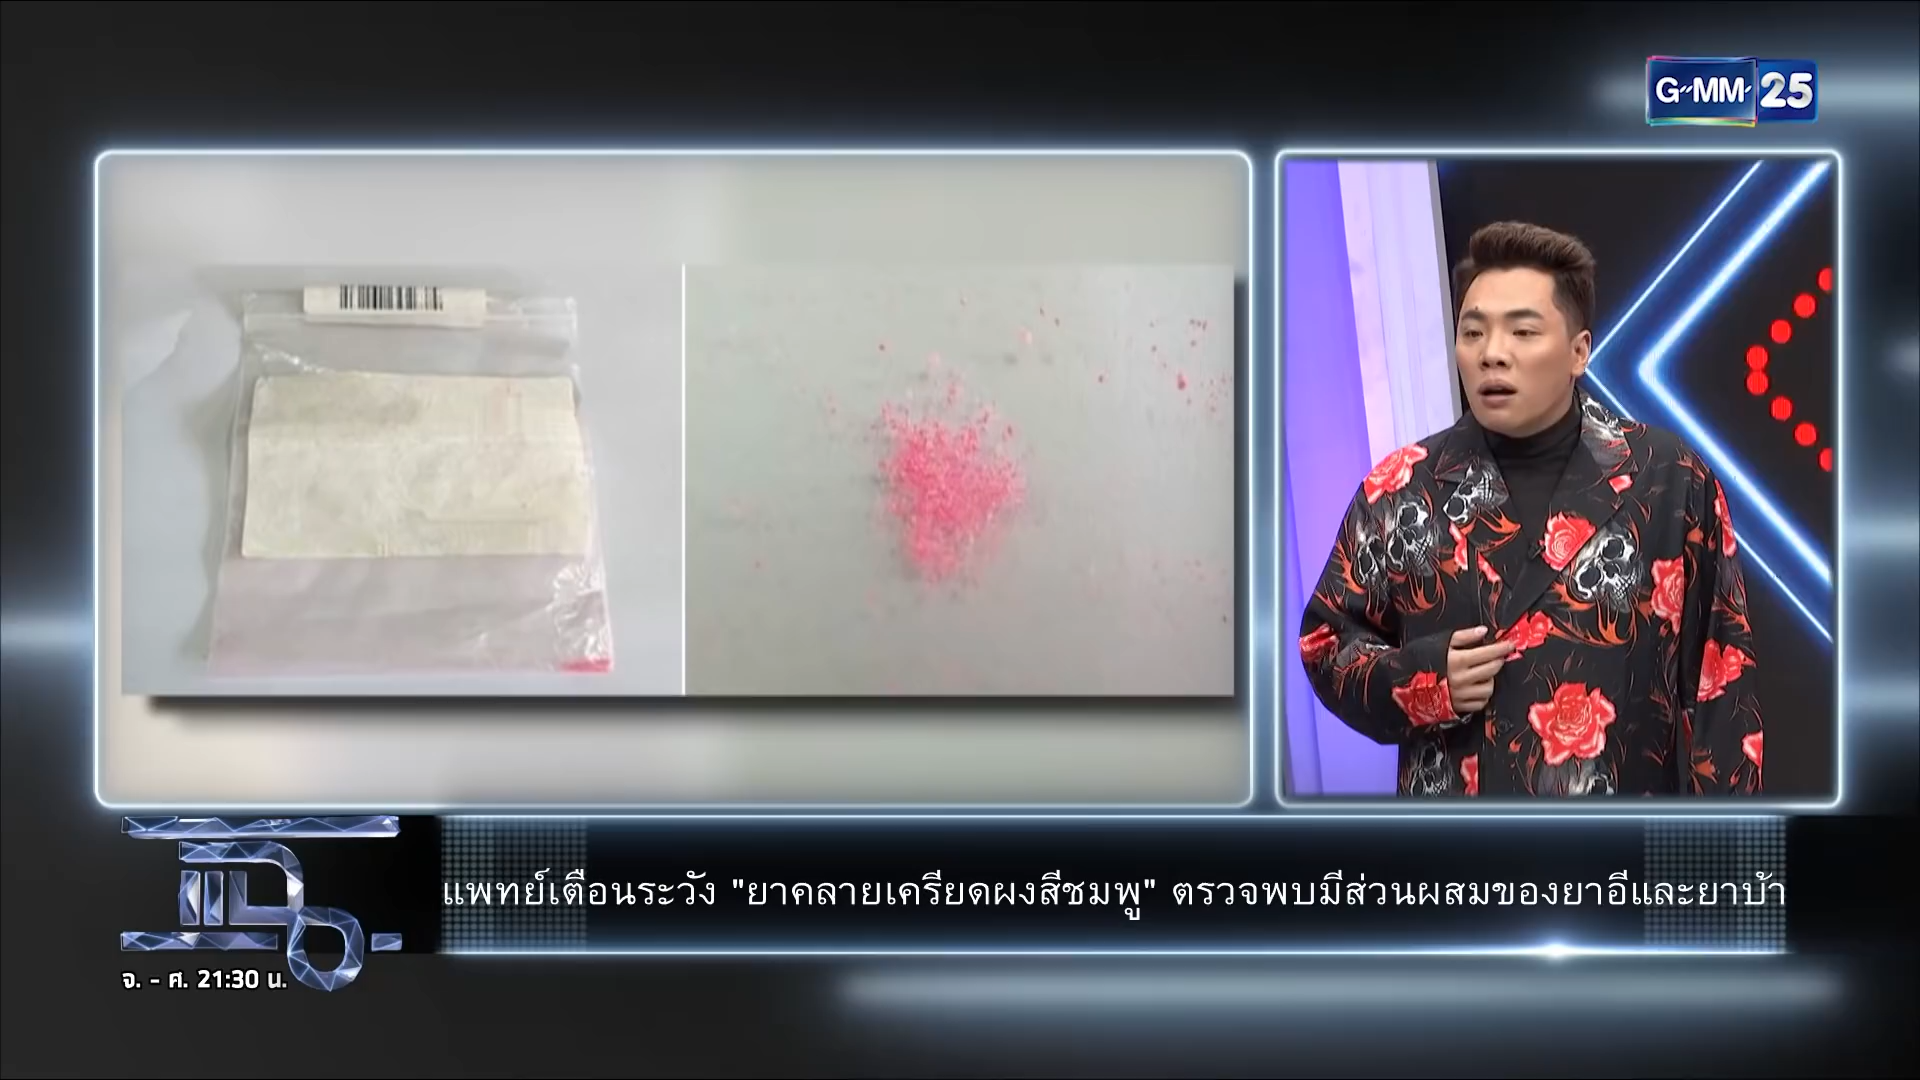 G-MM 25
แพทย์เตือนระวัง "ยาคลายเครียดผงสีชมพู" ตรวจพบมีส่วนผสมของยาอีและยาบ้า
แฉ
จ. - ศ. 21:30 น.